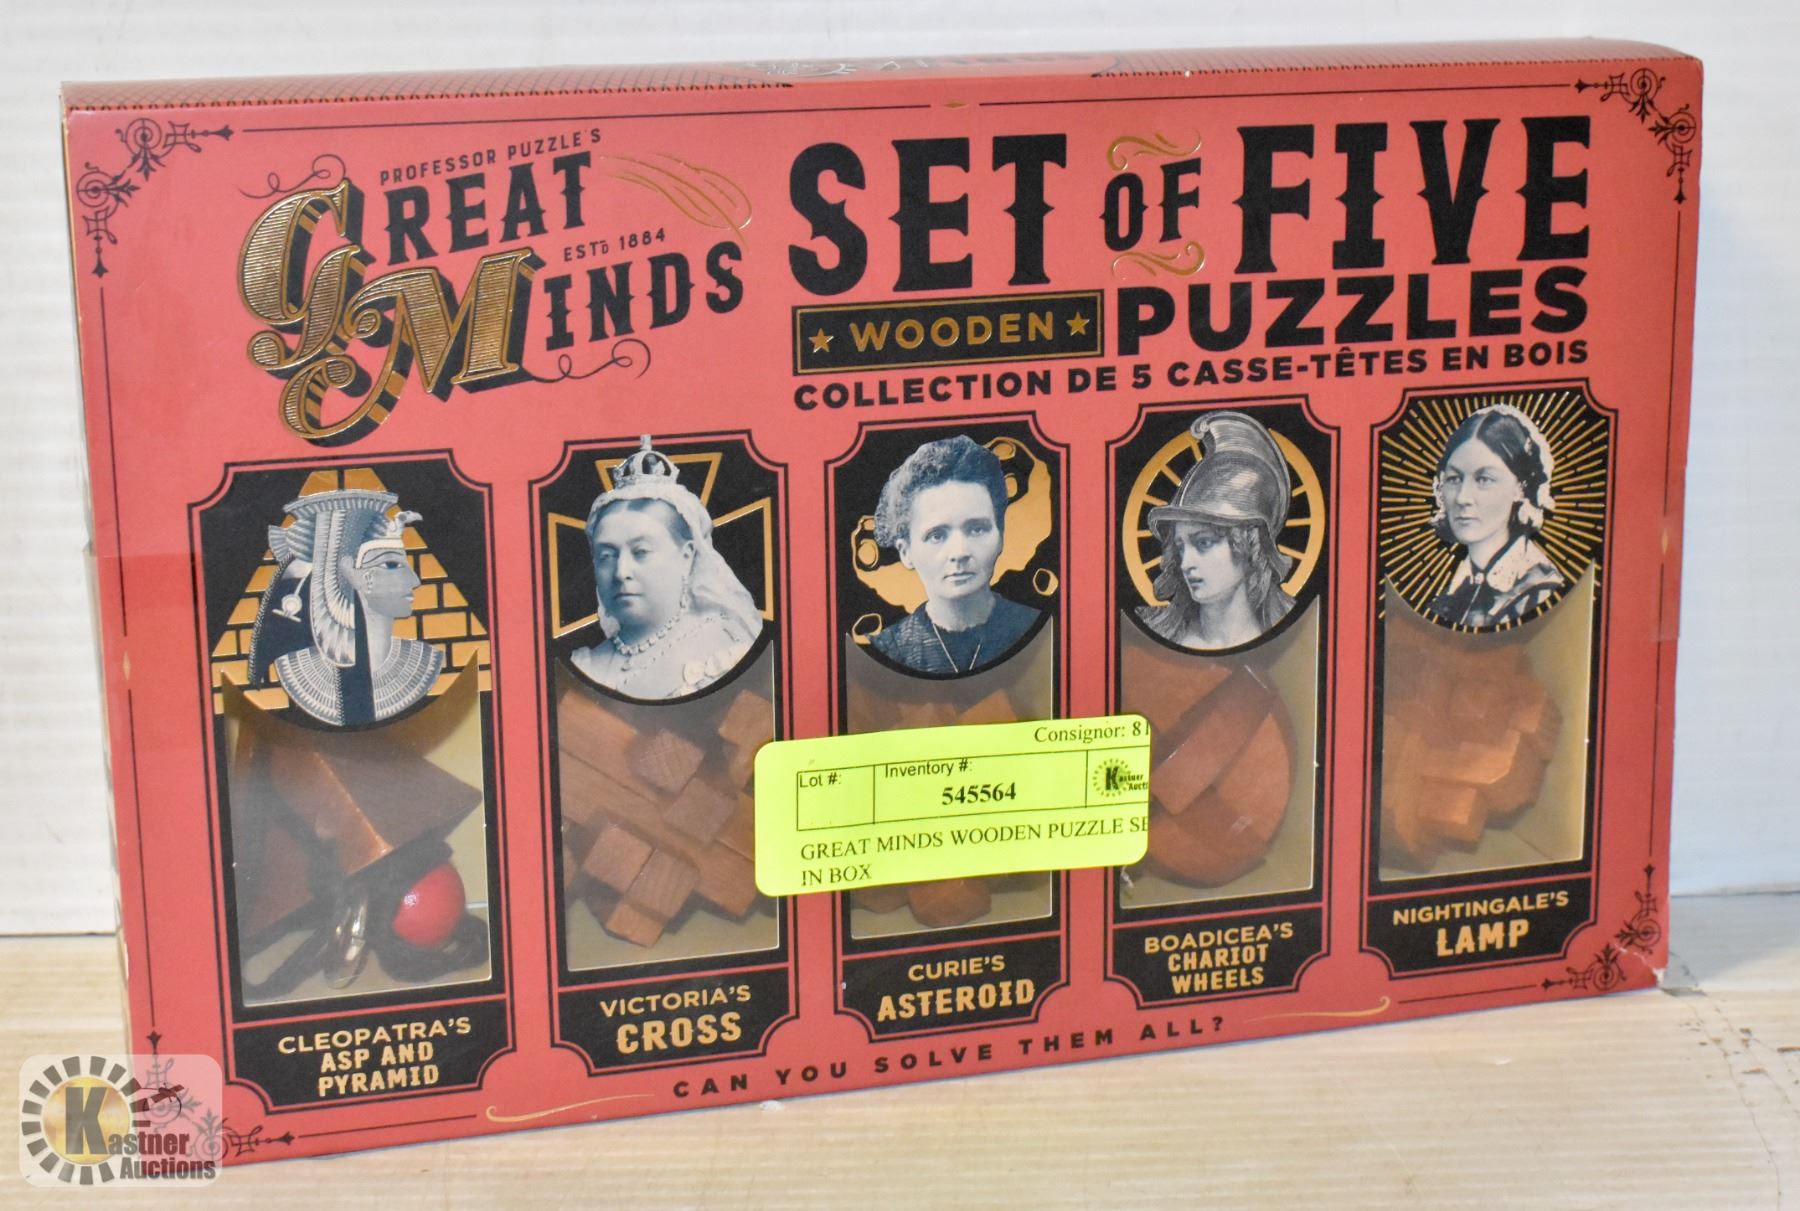 PROFESSOR PUZZLE'S
GREAT
ESTD 1884
MINDS
GM
SET OF FIVE
★ WOODEN ★ PUZZLES
COLLECTION DE 5 CASSE-TÊTES EN BOIS
Consignor: 81
Lot #:
Inventory #:
545564
Kastner
GREAT MINDS WOODEN PUZZLE SE
IN BOX
CLEOPATRA'S
ASP AND
PYRAMID
VICTORIA'S
CROSS
CURIE'S
ASTEROID
BOADICEA'S
CHARIOT
WHEELS
NIGHTINGALE'S
LAMP
CAN YOU SOLVE THEM ALL?
Kastner
Auctions